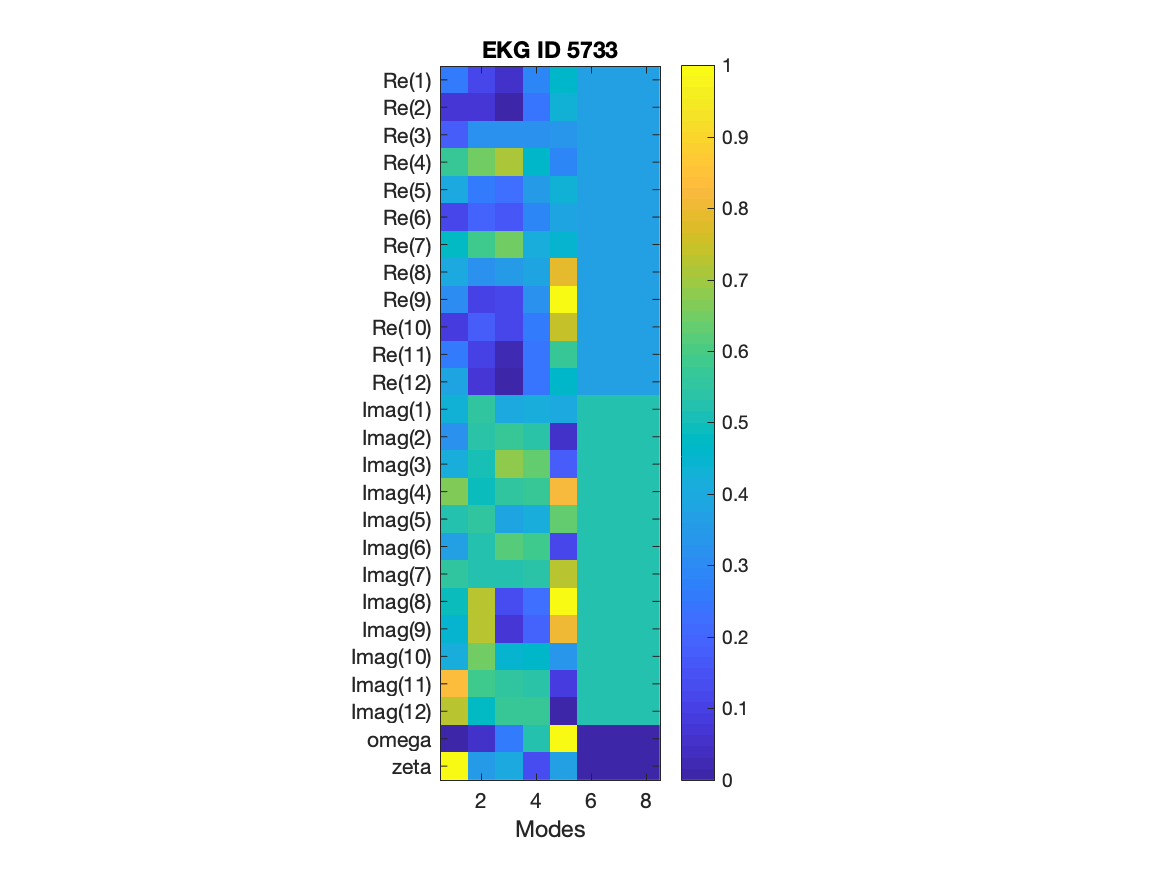 EKG ID 5733
Re(1)
Re(2)
Re(3)
Re(4)
Re(5)
Re(6)
Re(7)
Re(8)
Re(9)
Re(10)
Re(11)
Re(12)
Imag(1)
Imag(2)
Imag(3)
Imag(4)
Imag(5)
Imag(6)
Imag(7)
Imag(8)
Imag(9)
Imag(10)
Imag(11)
Imag(12)
omega
zeta
2 4 6 8
Modes
1
0.9
0.8
0.7
0.6
0.5
0.4
0.3
0.2
0.1
0